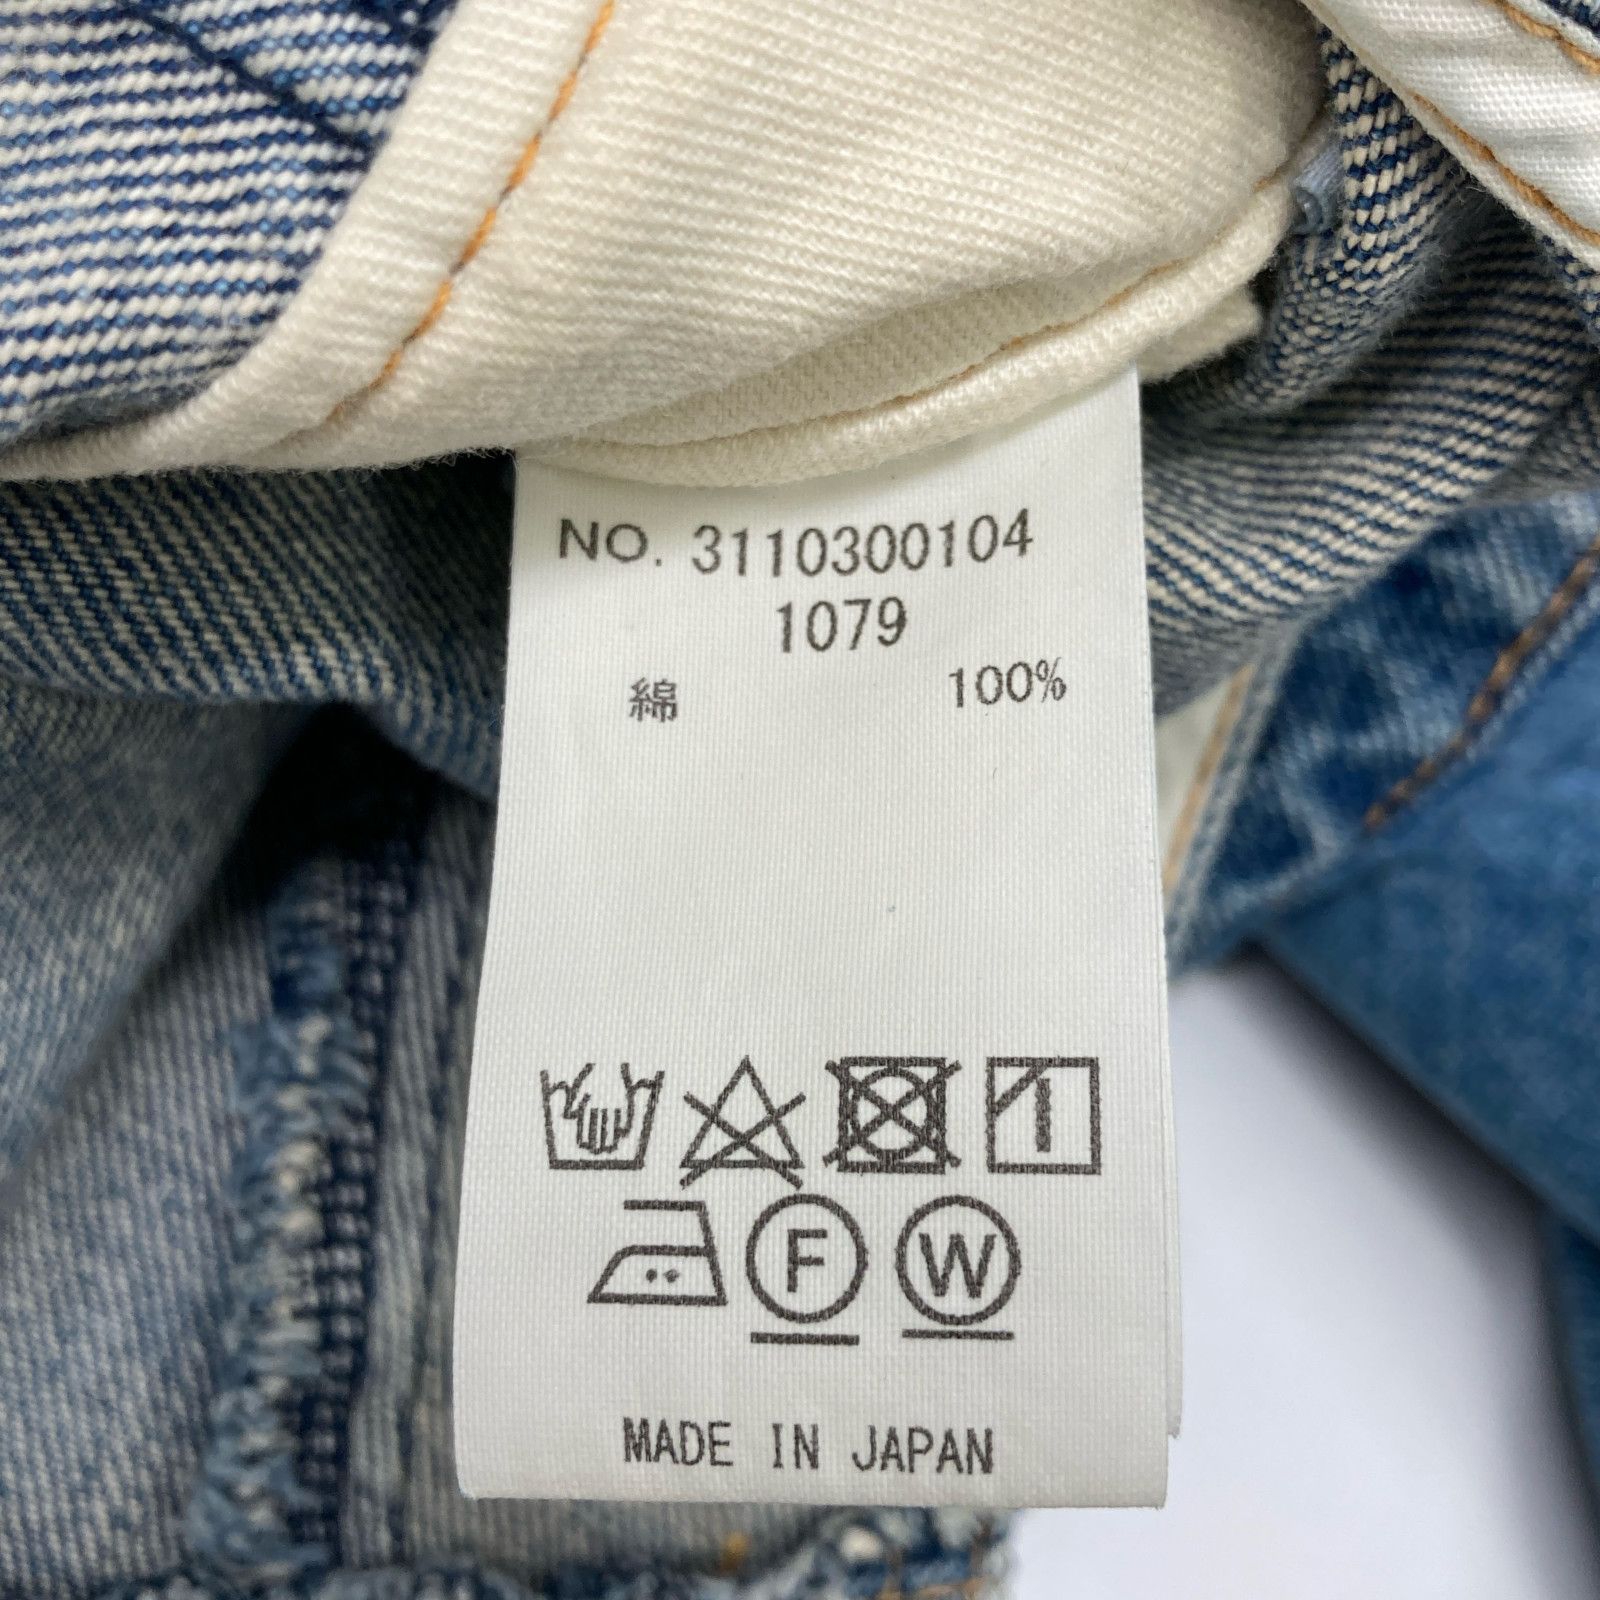 NO. 3110300104
1079
綿 100%
F W
MADE IN JAPAN